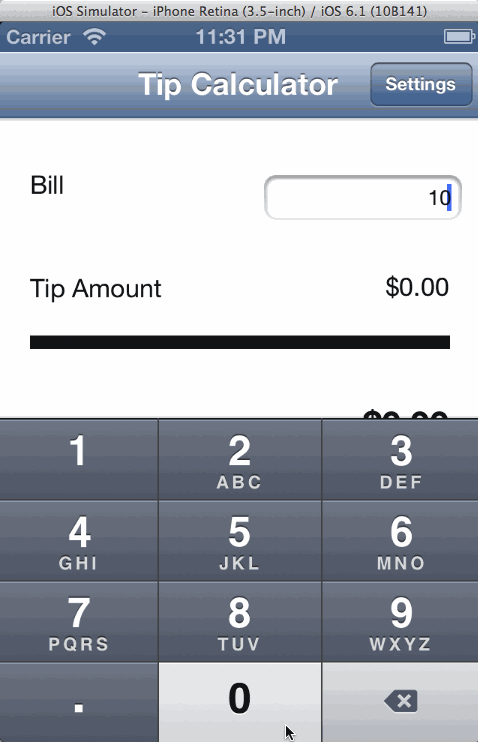 iOS Simulator – iPhone Retina (3.5-inch) / iOS 6.1 (10B141)
Carrier 11:31 PM
Tip Calculator Settings
Bill 10
Tip Amount $0.00
$0.00
1 2 3
ABC DEF
4 5 6
GHI JKL MNO
7 8 9
PQRS TUV WXYZ
. 0